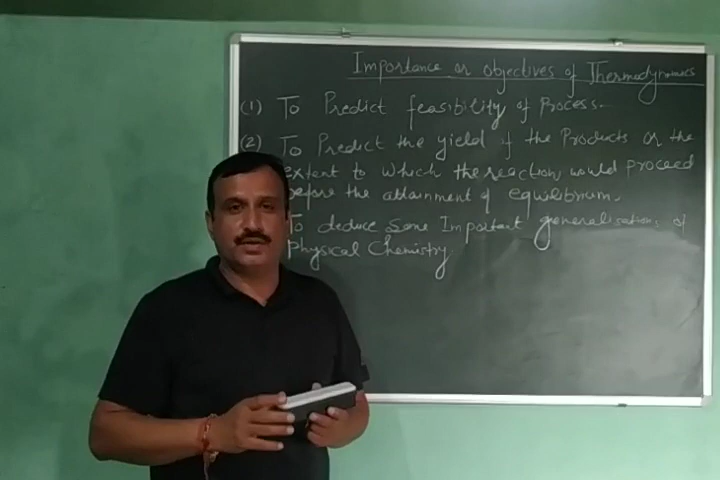 Importance or objectives of Thermodynamics
(1) To Predict feasibility of Process.
(2) To Predict the yield of the Products or the
extent to which the reaction would proceed
before the attainment of equilibrium.
To deduce some Important generalisations of
Physical Chemistry